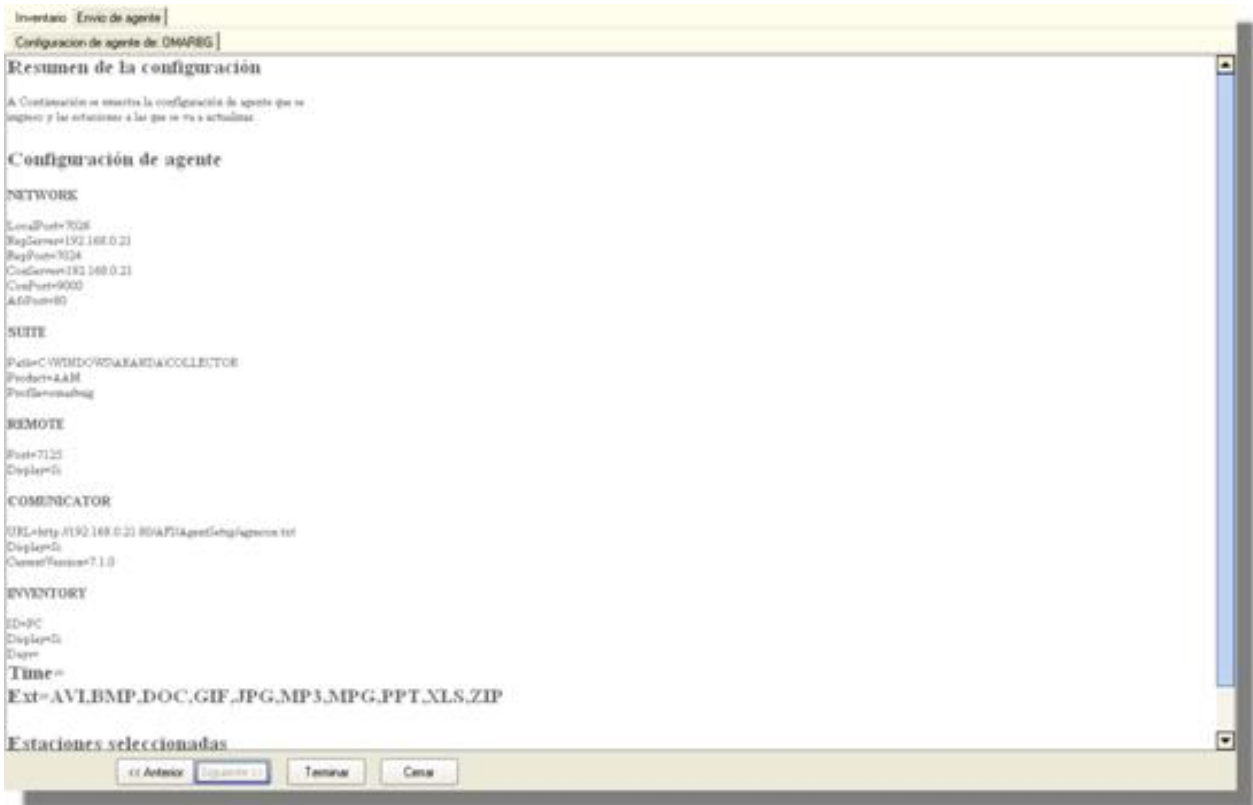 Inventario Envio de agente
Configuracion de agente de: OMARBG
Resumen de la configuración
A Continuación se muestra la configuración de agente que se
ingreso y las estaciones a las que se va a actualizar
Configuración de agente
NETWORK
LocalPort=7026
RepServer=192.168.0.21
RepPort=7024
ConServer=192.168.0.21
ConPort=9000
SUITE
Path=C:\WINDOWS\ARANDA\COLLECTOR
Product=AAM
REMOTE
Port=7125
Display=Si
COMUNICATOR
Display=Si
CurrentVersion=7.1.0
INVENTORY
ID=PC
Display=Si
Days=
Time=
Ext=AVI,BMP,DOC,GIF,JPG,MP3,MPG,PPT,XLS,ZIP
Estaciones seleccionadas
<< Anterior Siguiente >> Terminar Cerrar